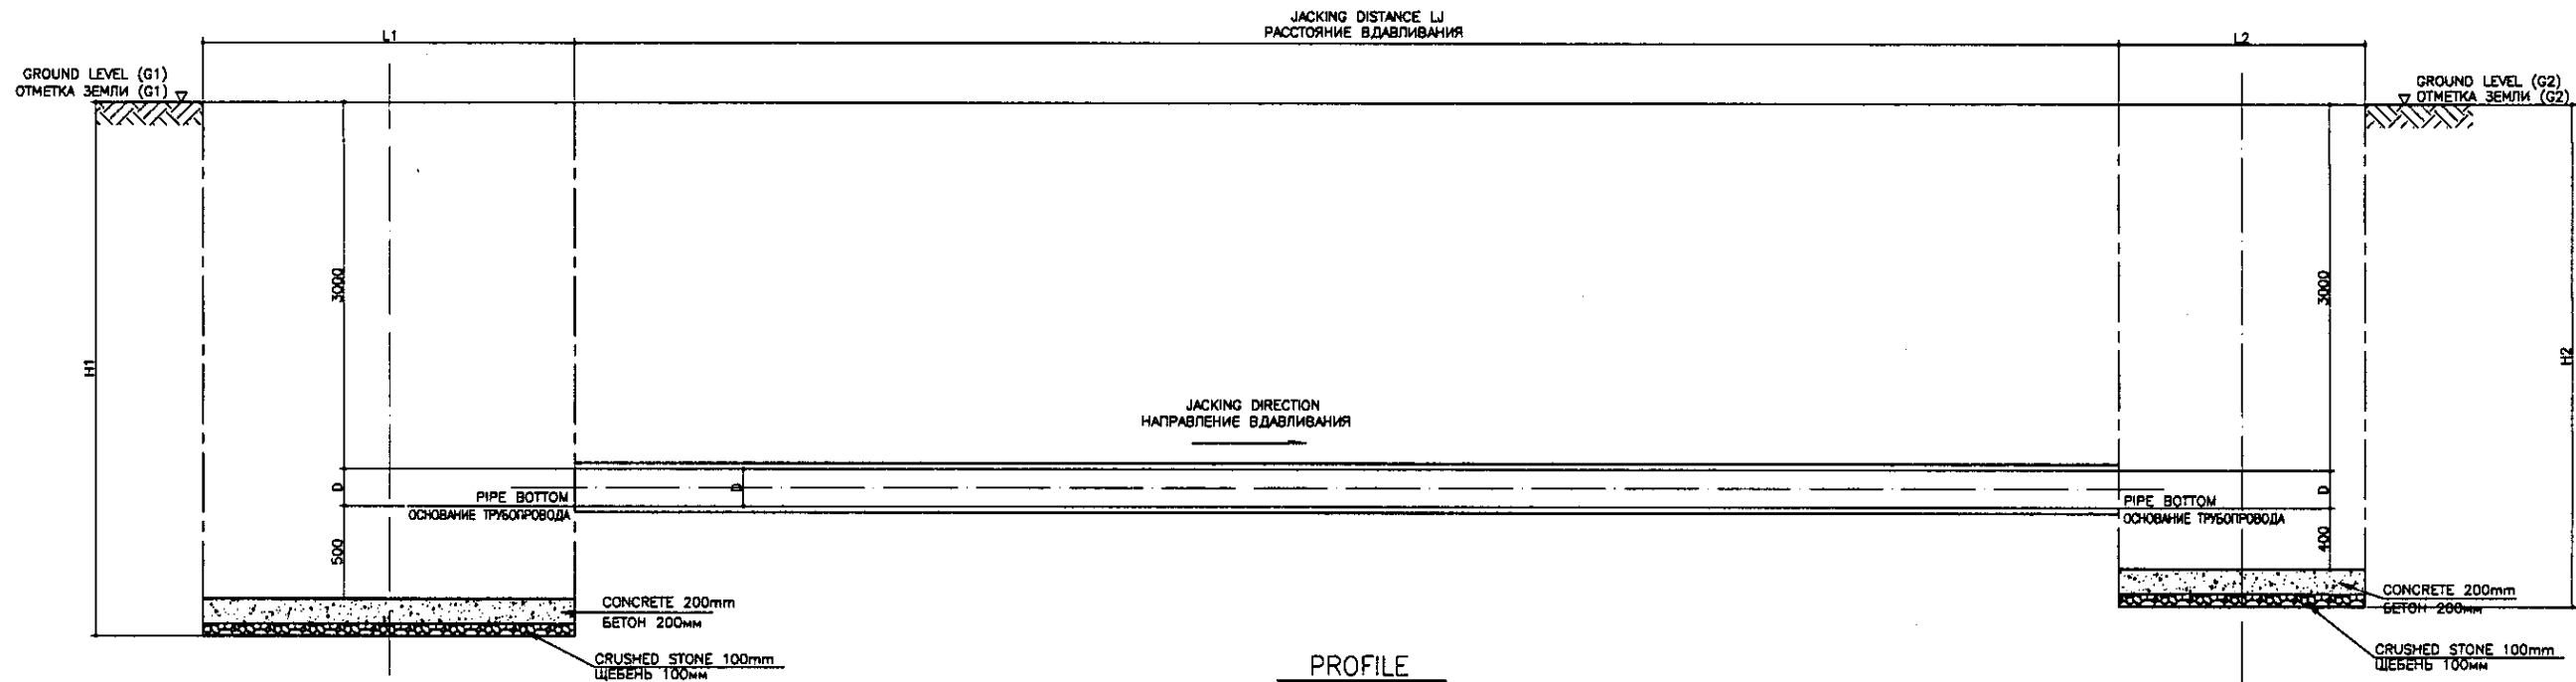 JACKING DISTANCE LJ
РАССТОЯНИЕ ВДАВЛИВАНИЯ
L1
L2
GROUND LEVEL (G1)
ОТМЕТКА ЗЕМЛИ (G1)
GROUND LEVEL (G2)
ОТМЕТКА ЗЕМЛИ (G2)
3000
3000
H1
H2
JACKING DIRECTION
НАПРАВЛЕНИЕ ВДАВЛИВАНИЯ
D
D
D
PIPE BOTTOM
ОСНОВАНИЕ ТРУБОПРОВОДА
PIPE BOTTOM
ОСНОВАНИЕ ТРУБОПРОВОДА
500
400
CONCRETE 200mm
БЕТОН 200мм
CONCRETE 200mm
БЕТОН 200мм
CRUSHED STONE 100mm
ЩЕБЕНЬ 100мм
CRUSHED STONE 100mm
ЩЕБЕНЬ 100мм
PROFILE